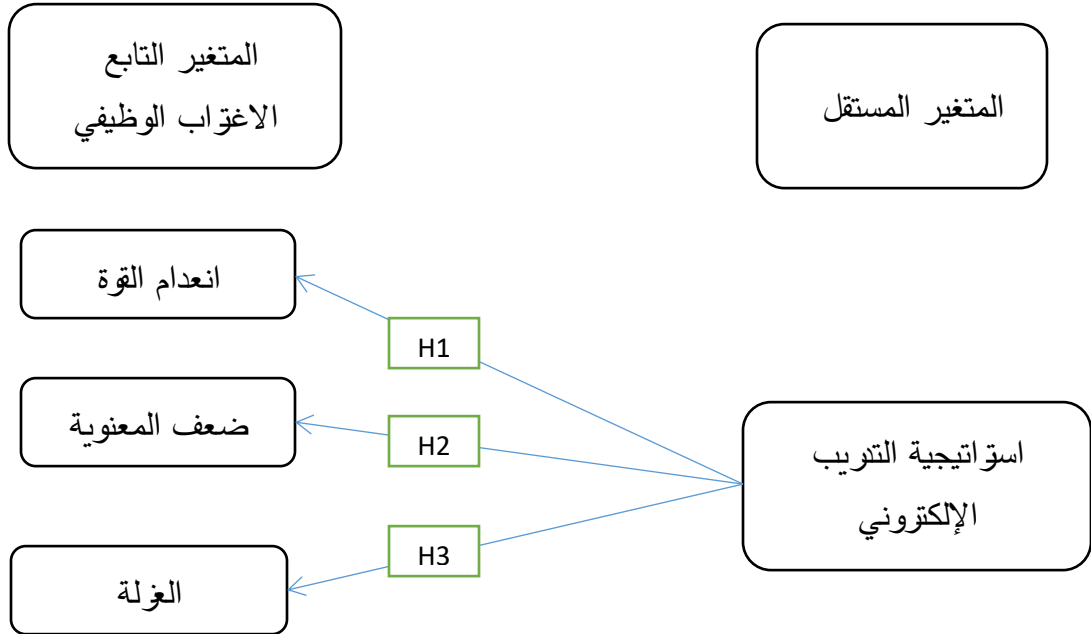 المتغير المستقل
المتغير التابع
الاغتراب الوظيفي
انعدام القوة
H1
ضعف المعنوية
H2
استراتيجية التدريب
الإلكتروني
H3
العزلة